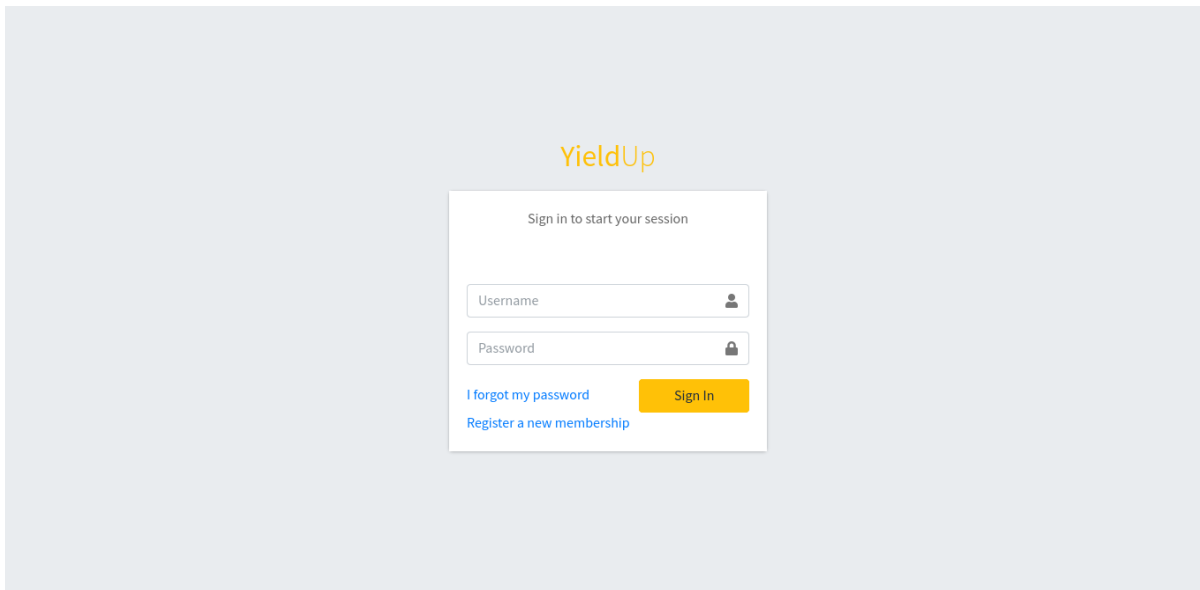 YieldUp
Sign in to start your session
Username
Password
I forgot my password
Sign In
Register a new membership